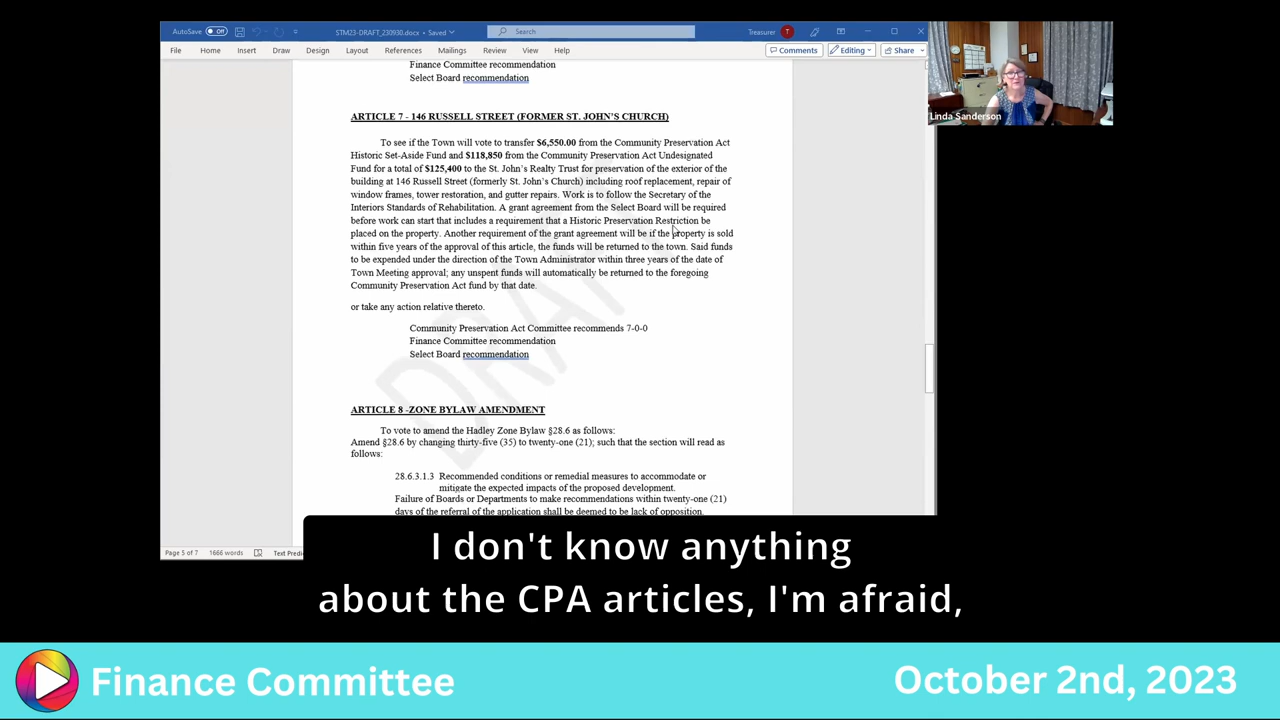 AutoSave Off STM23-DRAFT_230930.docx - Saved Search Treasurer T
File Home Insert Draw Design Layout References Mailings Review View Help Comments Editing Share
Finance Committee recommendation
Select Board recommendation
ARTICLE 7 - 146 RUSSELL STREET (FORMER ST. JOHN'S CHURCH)
To see if the Town will vote to transfer $6,550.00 from the Community Preservation Act
Historic Set-Aside Fund and $118,850 from the Community Preservation Act Undesignated
Fund for a total of $125,400 to the St. John's Realty Trust for preservation of the exterior of the
building at 146 Russell Street (formerly St. John's Church) including roof replacement, repair of
window frames, tower restoration, and gutter repairs. Work is to follow the Secretary of the
Interiors Standards of Rehabilitation. A grant agreement from the Select Board will be required
before work can start that includes a requirement that a Historic Preservation Restriction be
placed on the property. Another requirement of the grant agreement will be if the property is sold
within five years of the approval of this article, the funds will be returned to the town. Said funds
to be expended under the direction of the Town Administrator within three years of the date of
Town Meeting approval; any unspent funds will automatically be returned to the foregoing
Community Preservation Act fund by that date.
or take any action relative thereto.
Community Preservation Act Committee recommends 7-0-0
Finance Committee recommendation
Select Board recommendation
DRAFT
ARTICLE 8 -ZONE BYLAW AMENDMENT
To vote to amend the Hadley Zone Bylaw §28.6 as follows:
Amend §28.6 by changing thirty-five (35) to twenty-one (21); such that the section will read as
follows:
28.6.3.1.3 Recommended conditions or remedial measures to accommodate or
mitigate the expected impacts of the proposed development.
Failure of Boards or Departments to make recommendations within twenty-one (21)
days of the referral of the application shall be deemed to be lack of opposition.
Page 5 of 7 1666 words Text Predi
Linda Sanderson
I don't know anything
about the CPA articles, I'm afraid,
Finance Committee
October 2nd, 2023